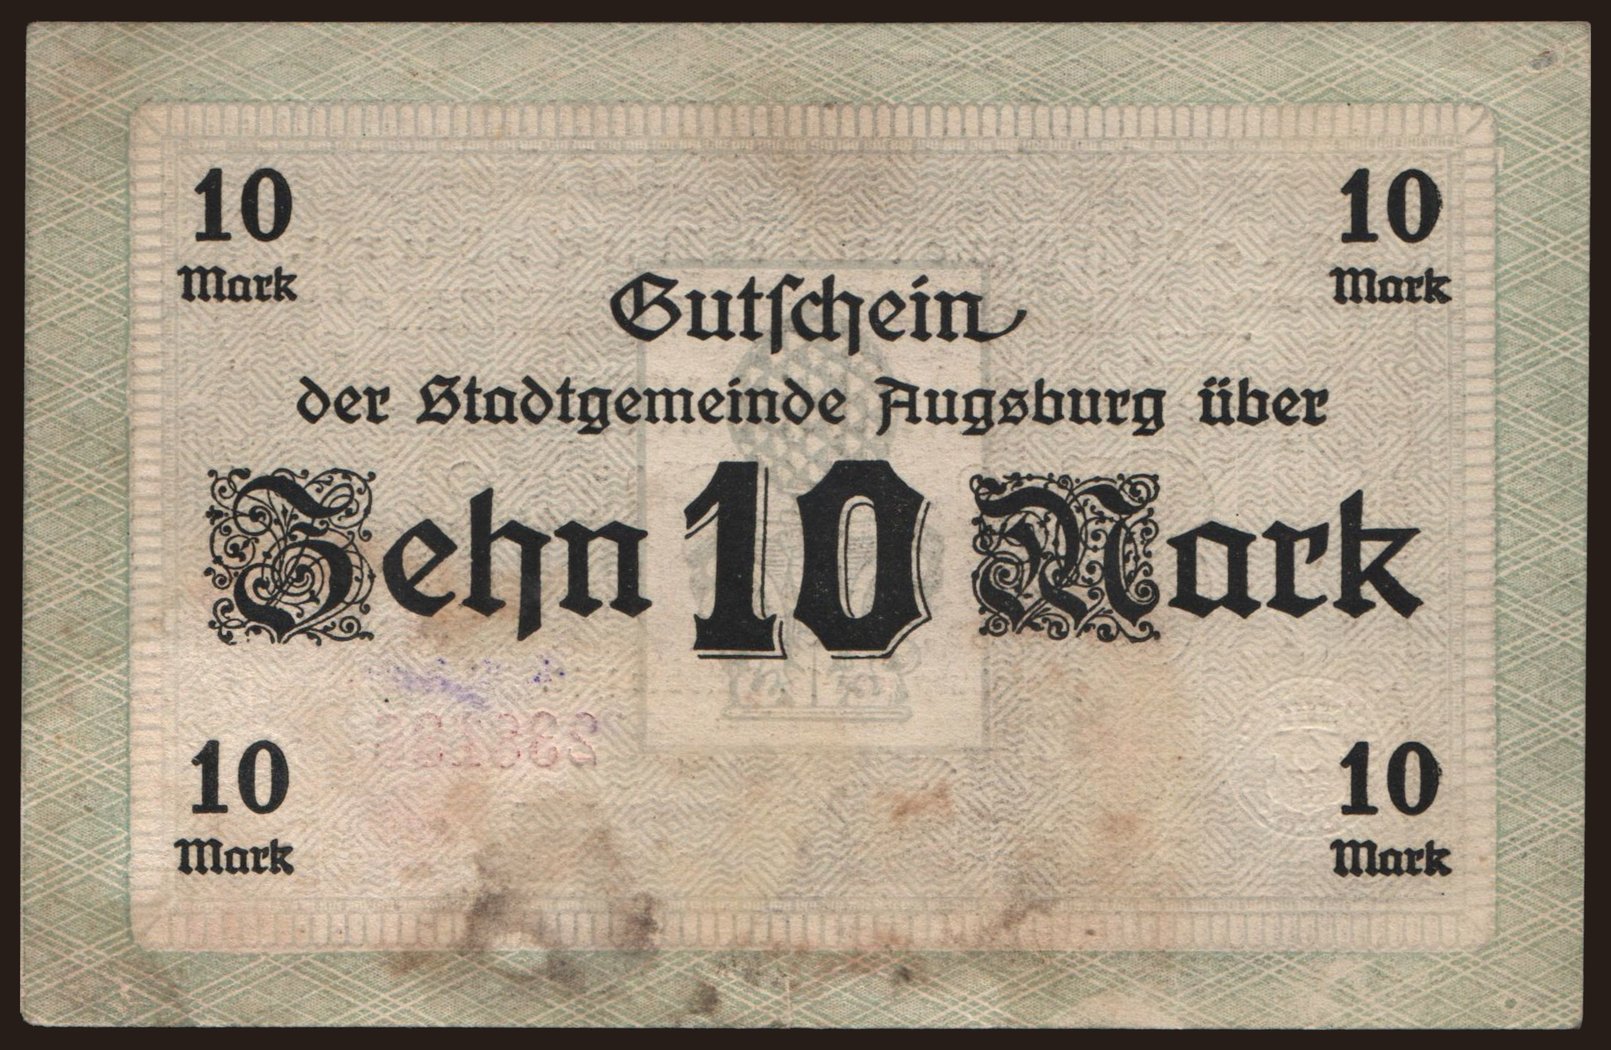 10 10
Mark Mark
Gutschein
der Stadtgemeinde Augsburg über
Zehn 10 Mark
10 10
Mark Mark